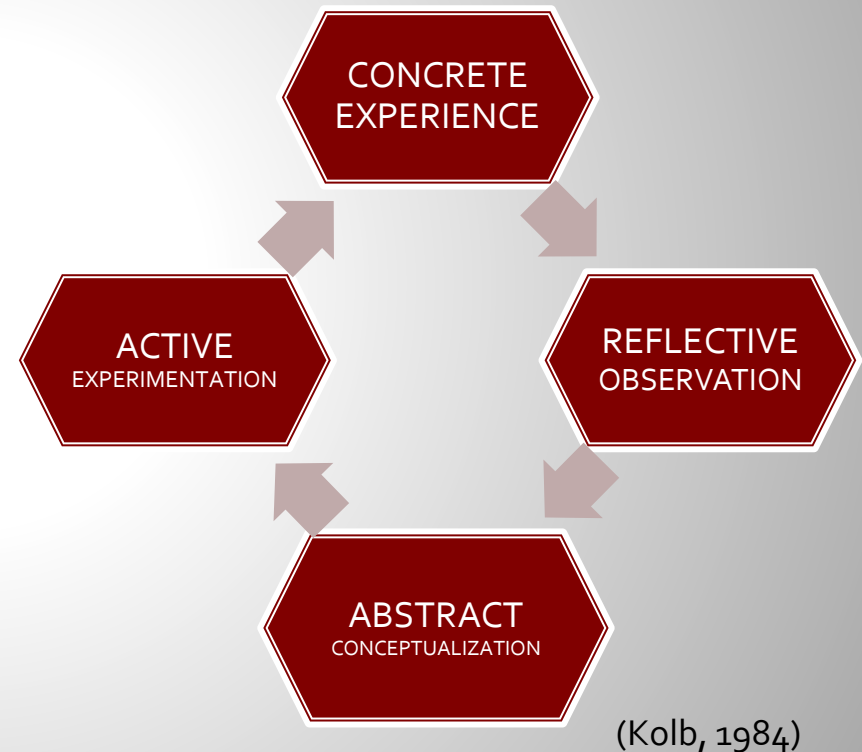 CONCRETE
EXPERIENCE
REFLECTIVE
OBSERVATION
ABSTRACT
CONCEPTUALIZATION
ACTIVE
EXPERIMENTATION
(Kolb, 1984)